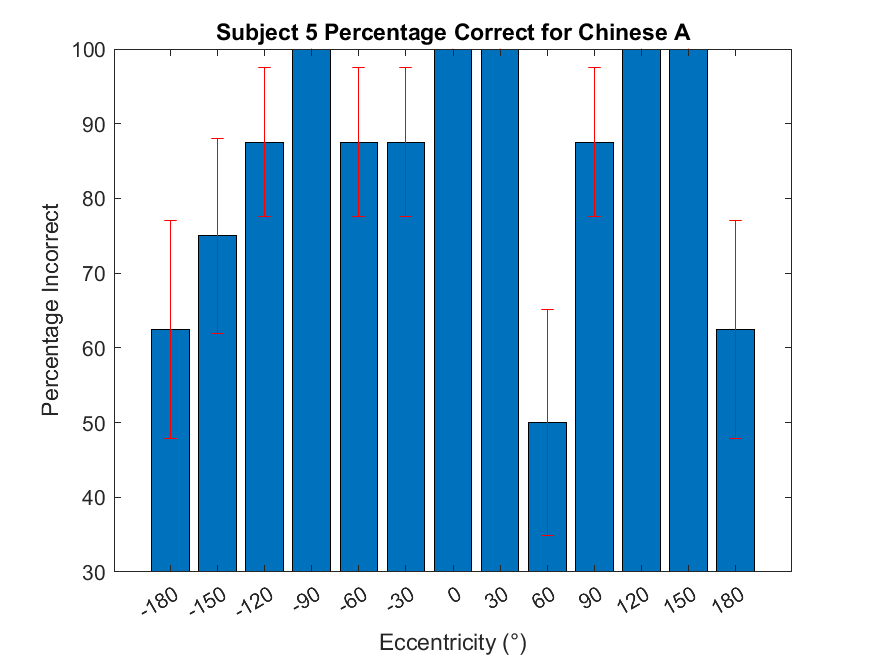 Subject 5 Percentage Correct for Chinese A
100
90
80
70
60
50
40
30
Percentage Incorrect
-180 -150 -120 -90 -60 -30 0 30 60 90 120 150 180
Eccentricity (°)